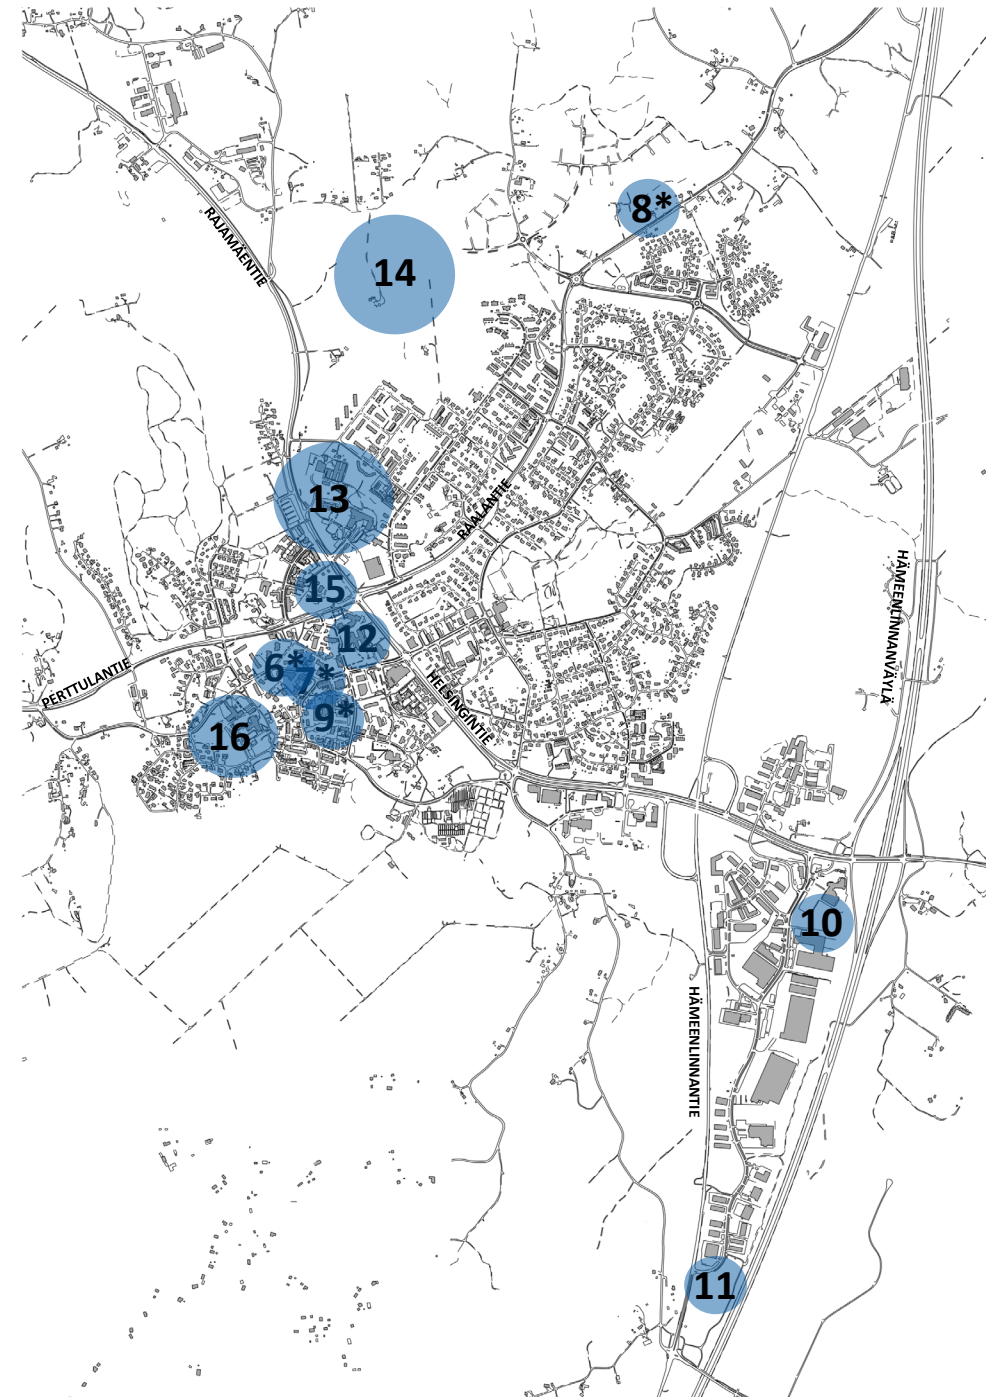 8*
RAJAMÄENTIE
14
13
RAALANTIE
15
HÄMEENLINNANVÄYLÄ
12
6*
7*
PERTTULANTIE
HELSINGINTIE
9*
16
10
HÄMEENLINNANTIE
11